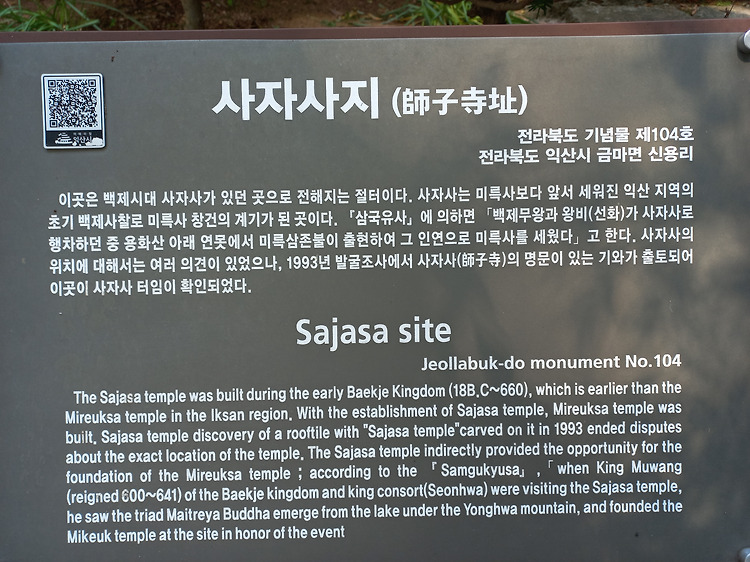 사자사지 (師子寺址)
전라북도 기념물 제104호
전라북도 익산시 금마면 신용리
이곳은 백제시대 사자사가 있던 곳으로 전해지는 절터이다. 사자사는 미륵사보다 앞서 세워진 익산 지역의
초기 백제사찰로 미륵사 창건의 계기가 된 곳이다. 『삼국유사』에 의하면 「백제무왕과 왕비(선화)가 사자사로
행차하던 중 용화산 아래 연못에서 미륵삼존불이 출현하여 그 인연으로 미륵사를 세웠다」고 한다. 사자사의
위치에 대해서는 여러 의견이 있었으나, 1993년 발굴조사에서 사자사(師子寺)의 명문이 있는 기와가 출토되어
이곳이 사자사 터임이 확인되었다.
Sajasa site
Jeollabuk-do monument No.104
The Sajasa temple was built during the early Baekje Kingdom (18B.C~660), which is earlier than the
Mireuksa temple in the Iksan region. With the establishment of Sajasa temple, Mireuksa temple was
built. Sajasa temple discovery of a rooftile with "Sajasa temple"carved on it in 1993 ended disputes
about the exact location of the temple. The Sajasa temple indirectly provided the opportunity for the
foundation of the Mireuksa temple ; according to the 『Samgukyusa』,「when King Muwang
(reigned 600~641) of the Baekje kingdom and king consort(Seonhwa) were visiting the Sajasa temple,
he saw the triad Maitreya Buddha emerge from the lake under the Yonghwa mountain, and founded the
Mikeuk temple at the site in honor of the event